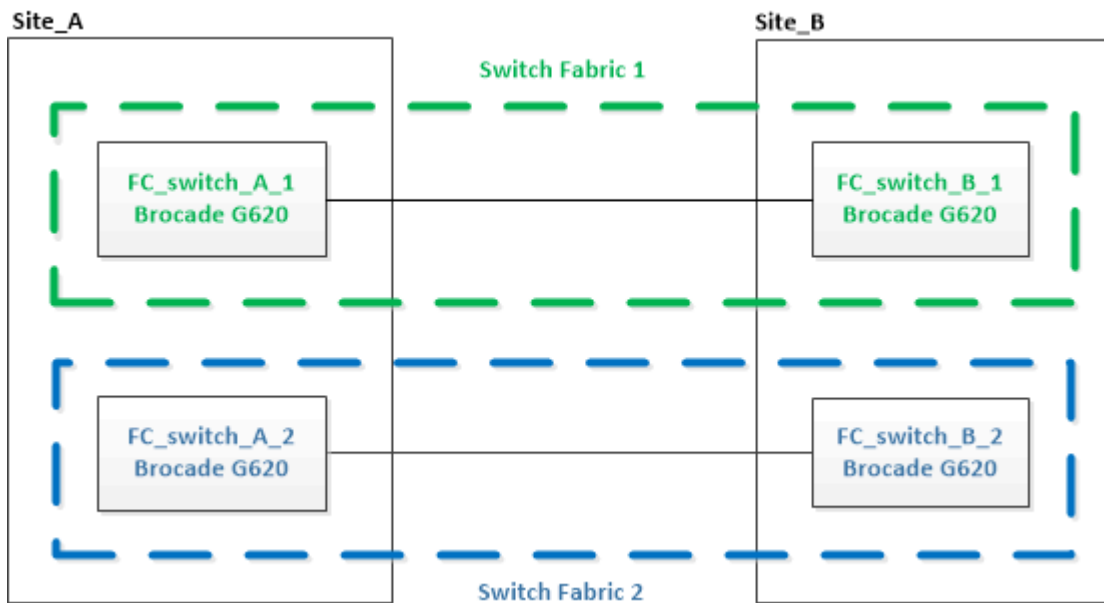 Site_A
Site_B
Switch Fabric 1
FC_switch_A_1
Brocade G620
FC_switch_B_1
Brocade G620
FC_switch_A_2
Brocade G620
FC_switch_B_2
Brocade G620
Switch Fabric 2